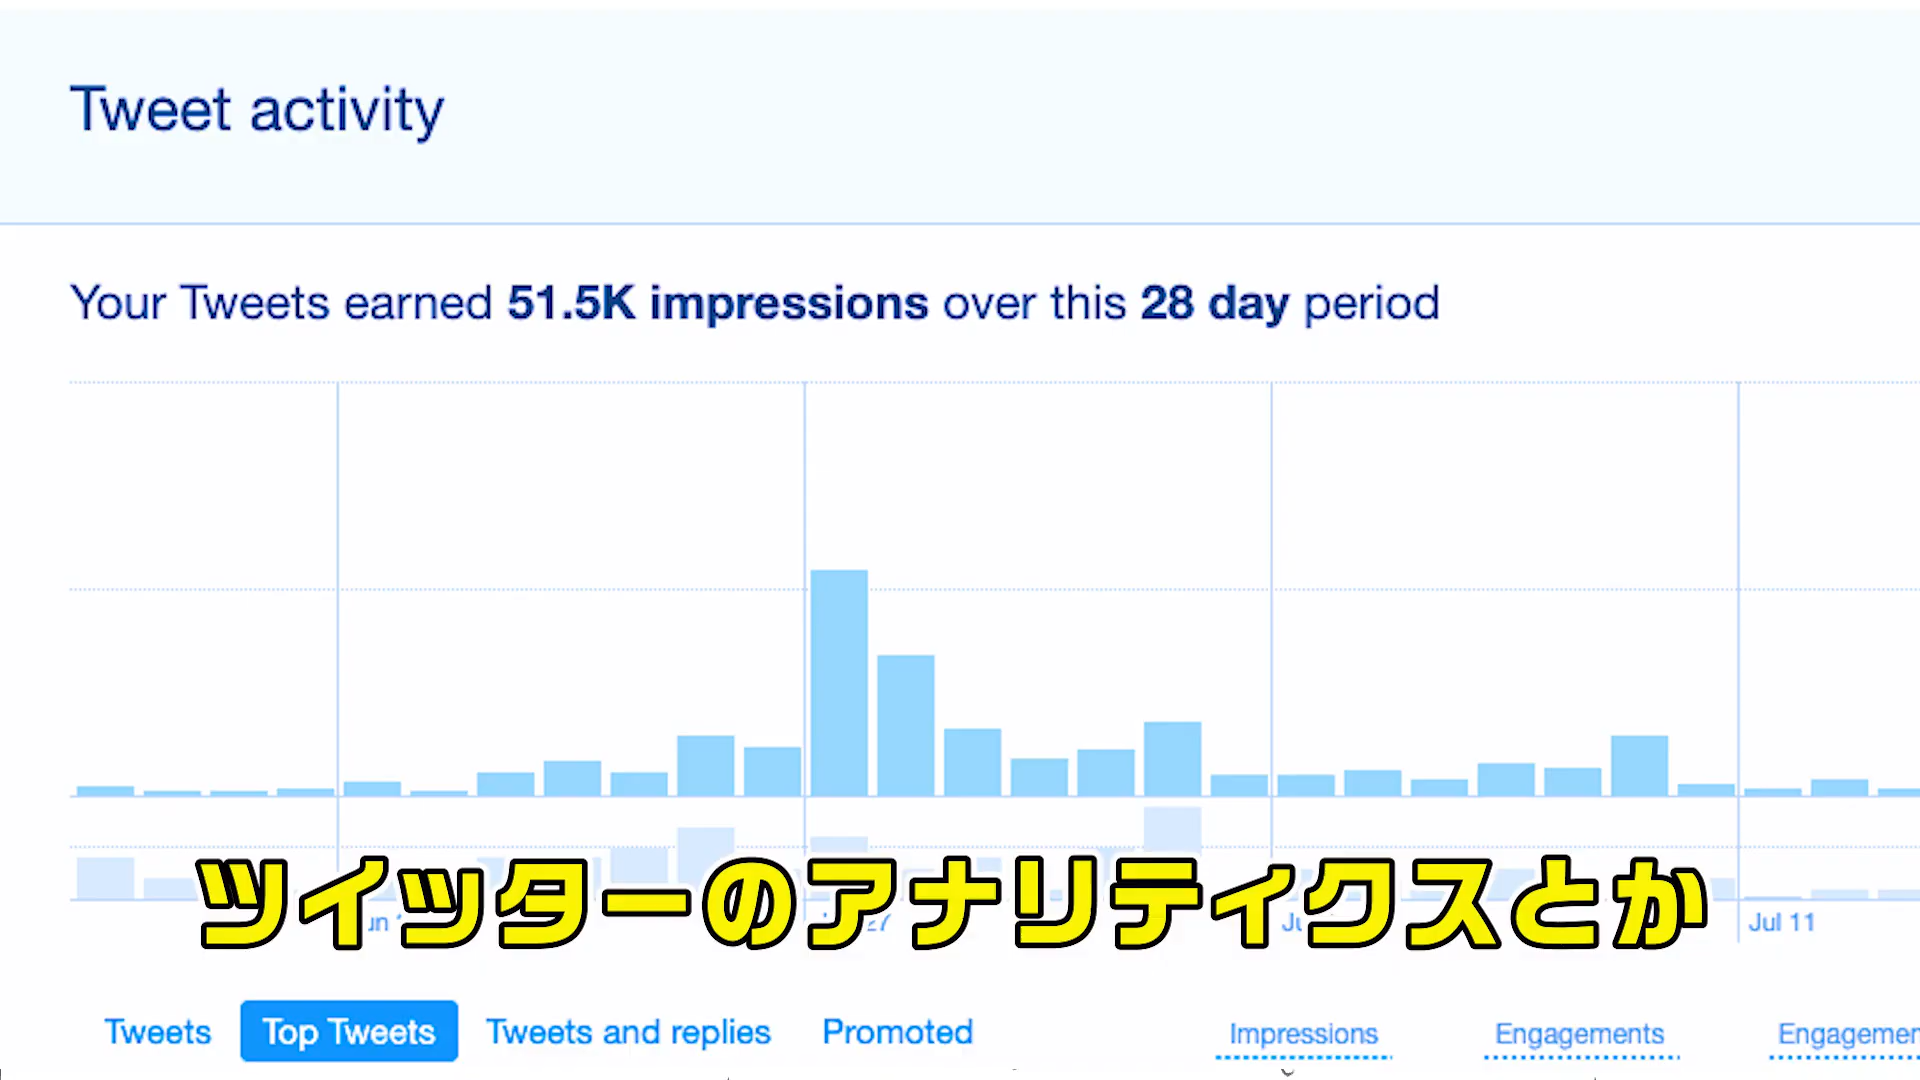 Tweet activity
Your Tweets earned 51.5K impressions over this 28 day period
ツイッターのアナリティクスとか
Jul 11
Tweets Top Tweets Tweets and replies Promoted Impressions Engagements